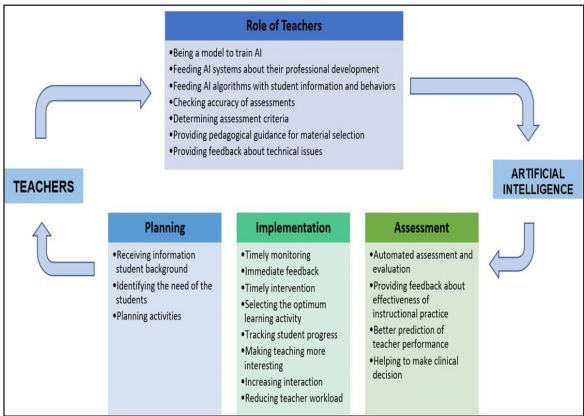 Role of Teachers
•Being a model to train AI
•Feeding AI systems about their professional development
•Feeding AI algorithms with student information and behaviors
•Checking accuracy of assessments
•Determining assessment criteria
•Providing pedagogical guidance for material selection
•Providing feedback about technical issues
TEACHERS
ARTIFICIAL
INTELLIGENCE
Planning
•Receiving information
student background
•Identifying the need of the
students
•Planning activities
Implementation
•Timely monitoring
•Immediate feedback
•Timely intervention
•Selecting the optimum
learning activity
•Tracking student progress
•Making teaching more
interesting
•Increasing interaction
•Reducing teacher workload
Assessment
•Automated assessment and
evaluation
•Providing feedback about
effectiveness of
instructional practice
•Better prediction of
teacher performance
•Helping to make clinical
decision